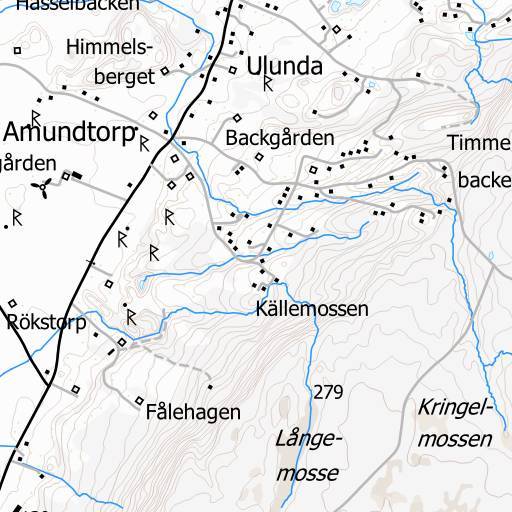 Hasselbacken
Himmels-
berget
Ulunda
Amundtorp
Backgården
Timme
backe
gården
Rökstorp
Källemossen
279
Fålehagen
Långe-
mosse
Kringel-
mossen